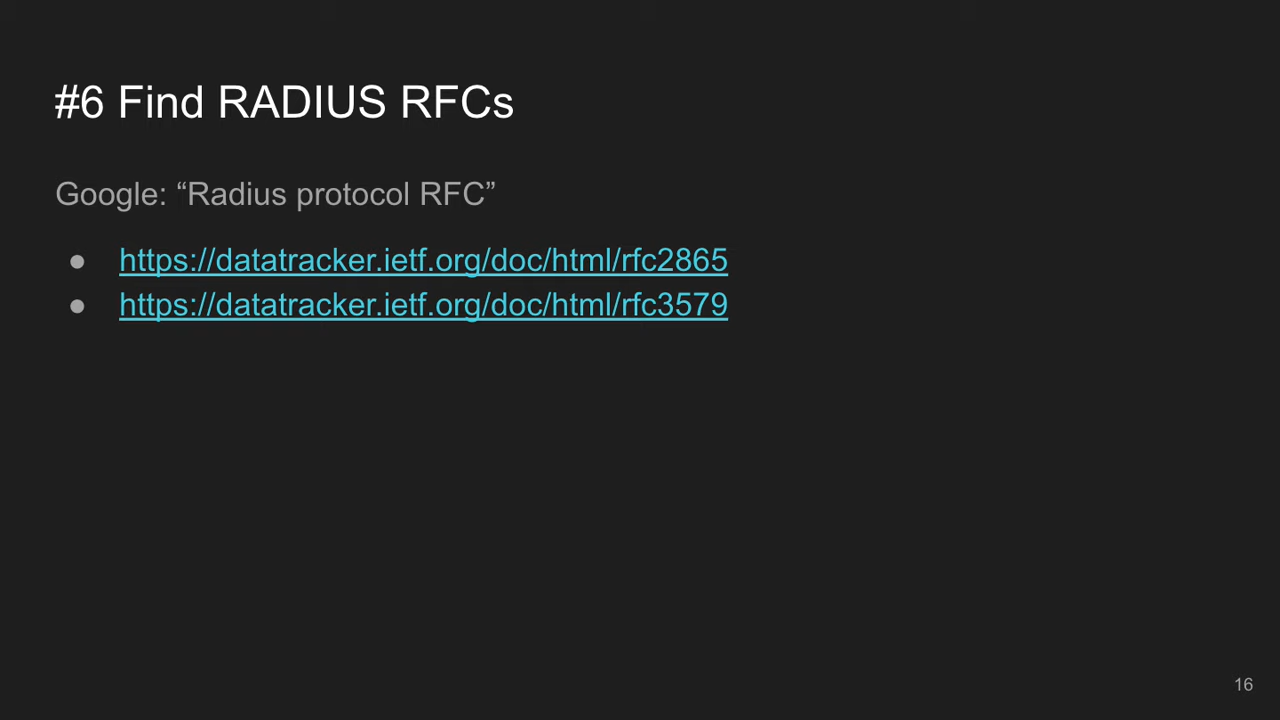 #6 Find RADIUS RFCs
Google: “Radius protocol RFC”
● https://datatracker.ietf.org/doc/html/rfc2865
● https://datatracker.ietf.org/doc/html/rfc3579
16